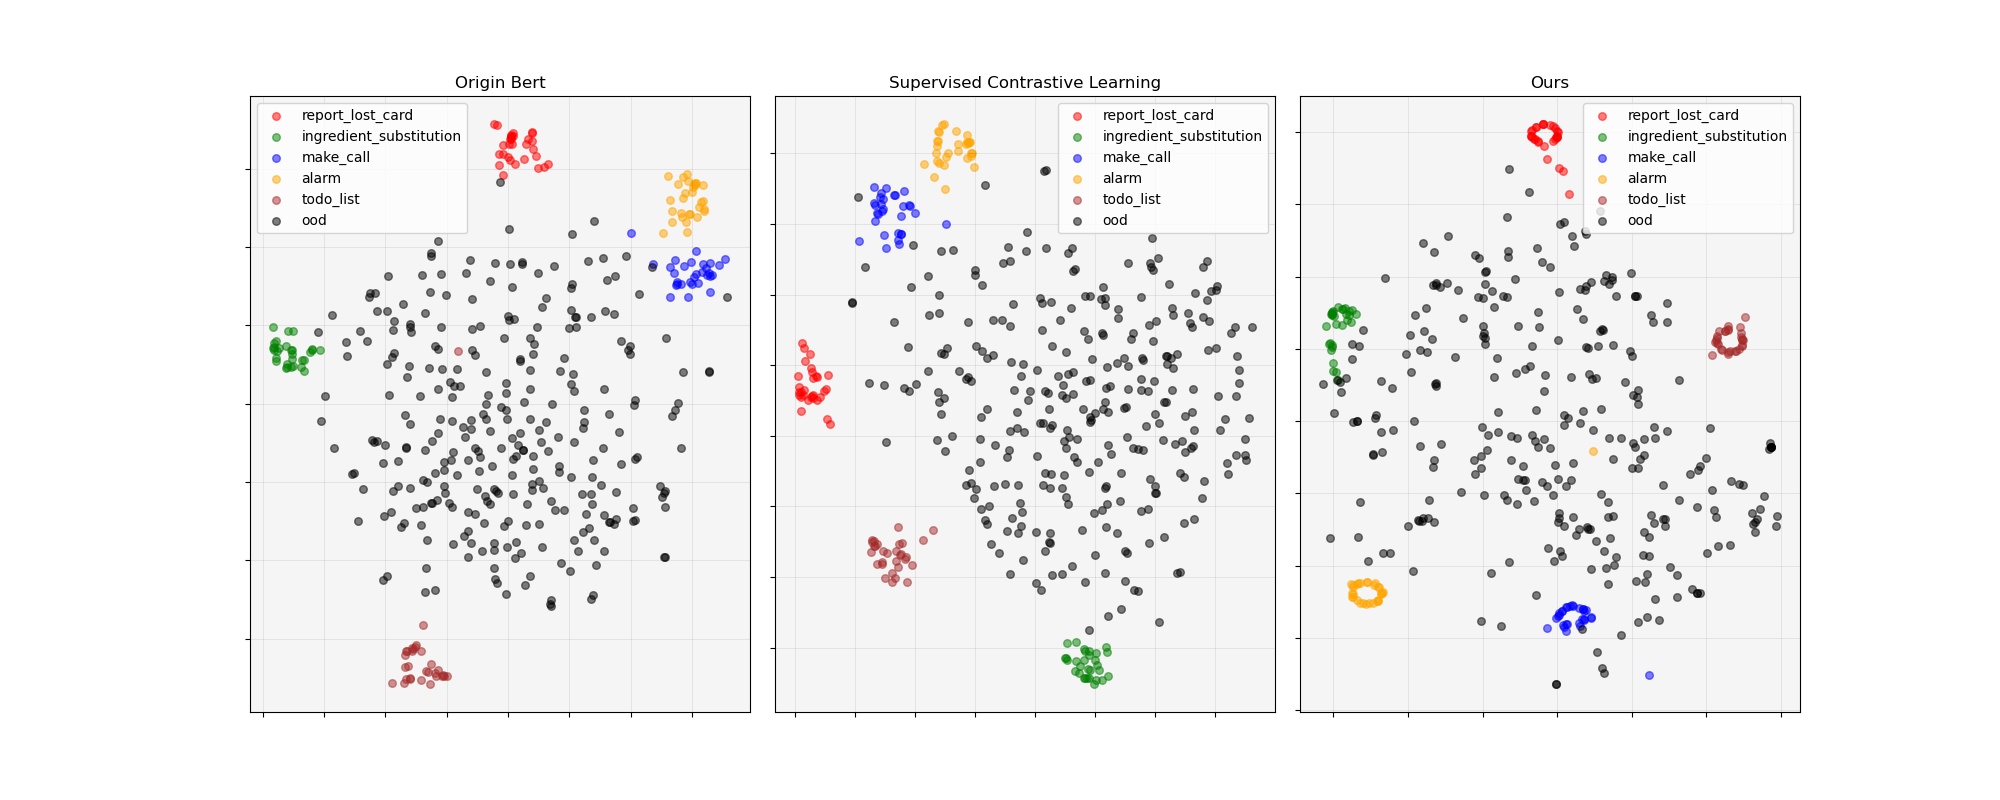 Origin Bert
report_lost_card
ingredient_substitution
make_call
alarm
todo_list
ood
Supervised Contrastive Learning
report_lost_card
ingredient_substitution
make_call
alarm
todo_list
ood
Ours
report_lost_card
ingredient_substitution
make_call
alarm
todo_list
ood